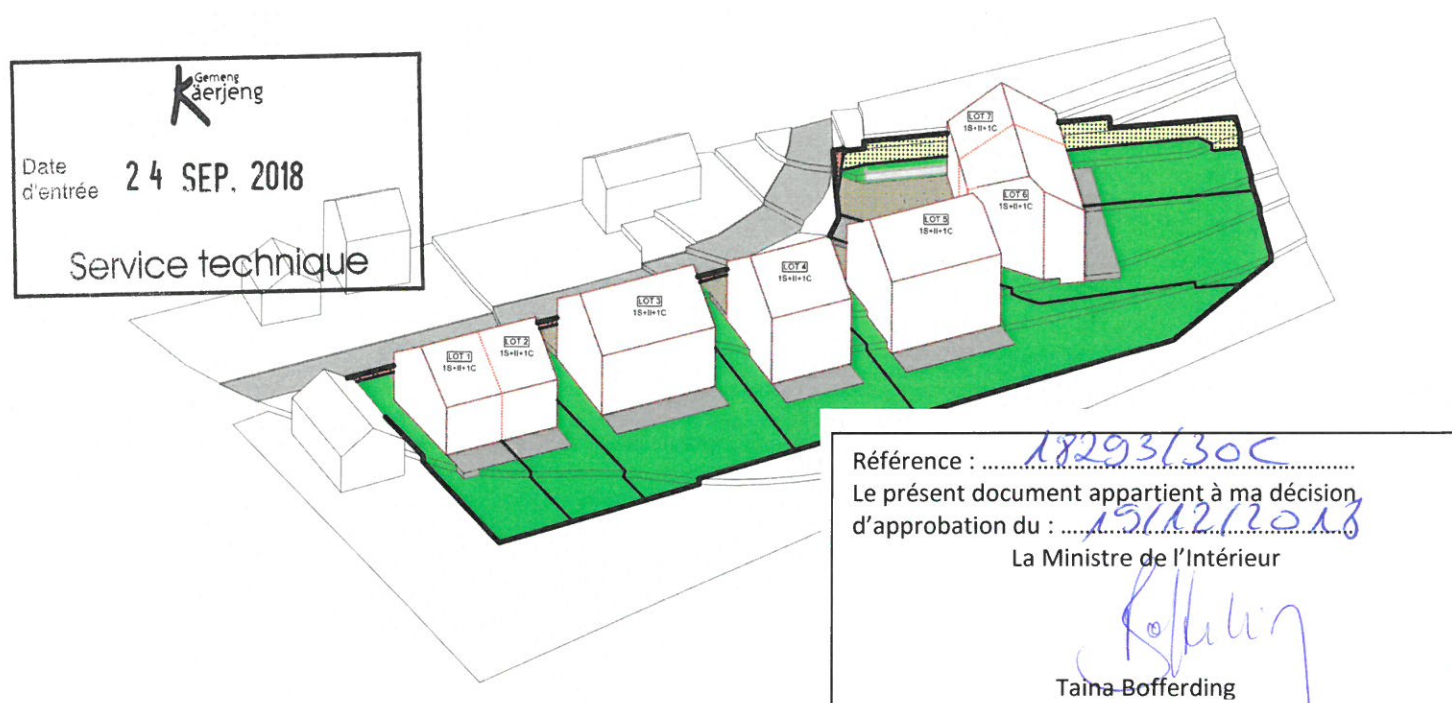 Gemeng
Käerjeng
Date
d'entrée 24 SEP. 2018
Service technique
LOT 7
1S+II+1C
LOT 6
1S+II+1C
LOT 5
1S+II+1C
LOT 4
1S+II+1C
LOT 3
1S+II+1C
LOT 2
1S+II+1C
LOT 1
1S+II+1C
Référence : 18293/30C
Le présent document appartient à ma décision
d'approbation du : 19/12/2018
La Ministre de l'Intérieur
Taina Bofferding